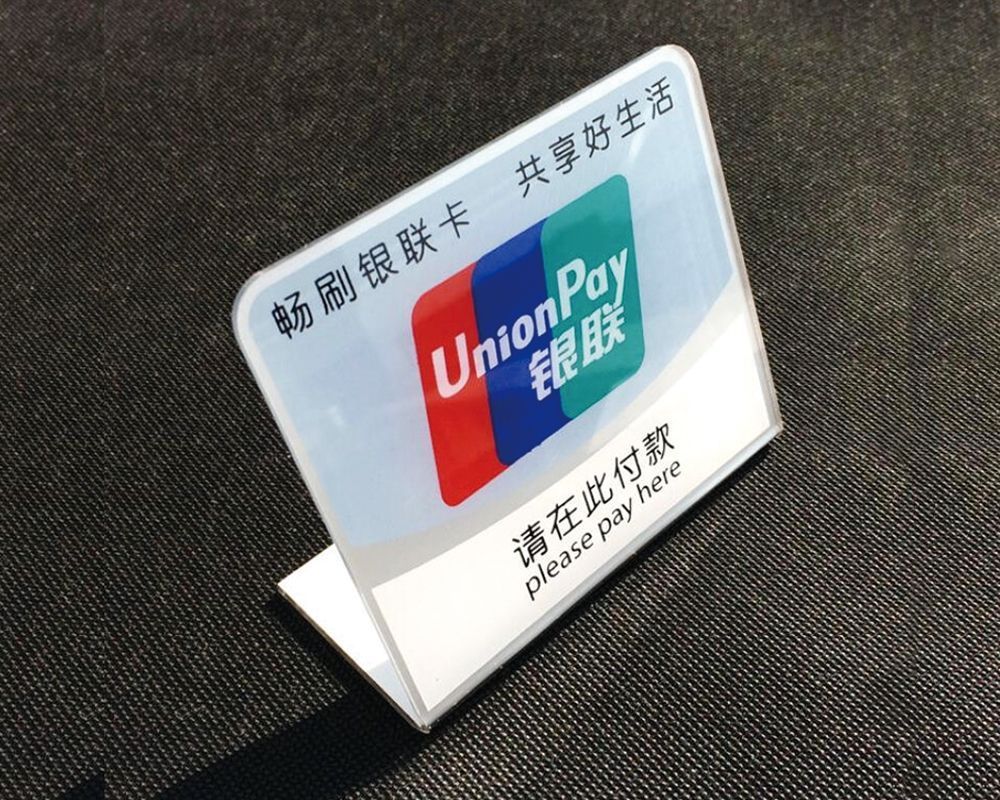 畅刷银联卡 共享好生活
UnionPay
银联
请在此付款
please pay here